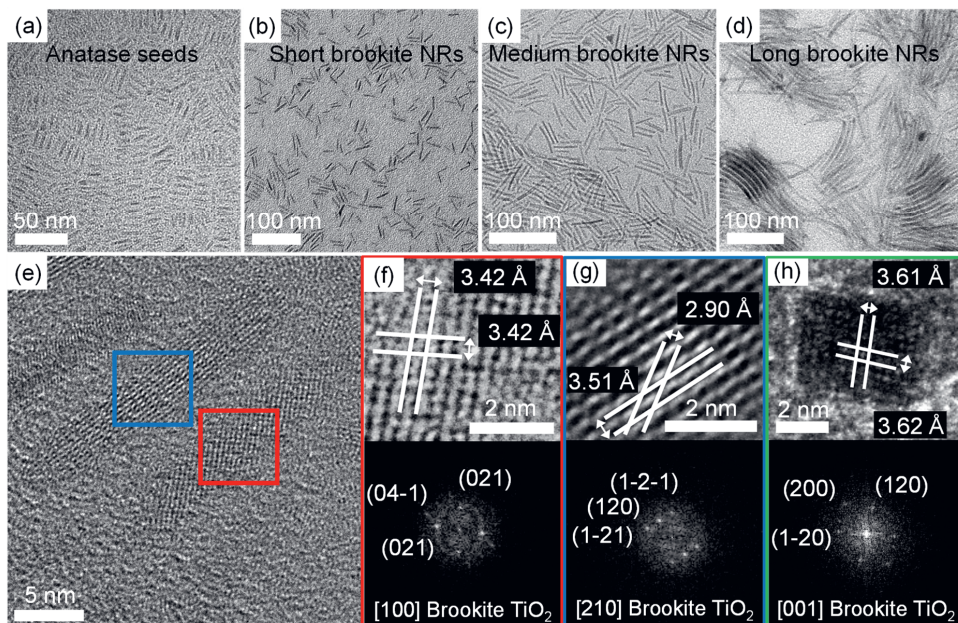 (a)
Anatase seeds
50 nm
(b)
Short brookite NRs
100 nm
(c)
Medium brookite NRs
100 nm
(d)
Long brookite NRs
100 nm
(e)
5 nm
(f)
3.42 Å
3.42 Å
2 nm
(021)
(04-1)
(021)
[100] Brookite TiO₂
(g)
2.90 Å
3.51 Å
2 nm
(1-2-1)
(120)
(1-21)
[210] Brookite TiO₂
(h)
3.61 Å
2 nm
3.62 Å
(200)
(120)
(1-20)
[001] Brookite TiO₂